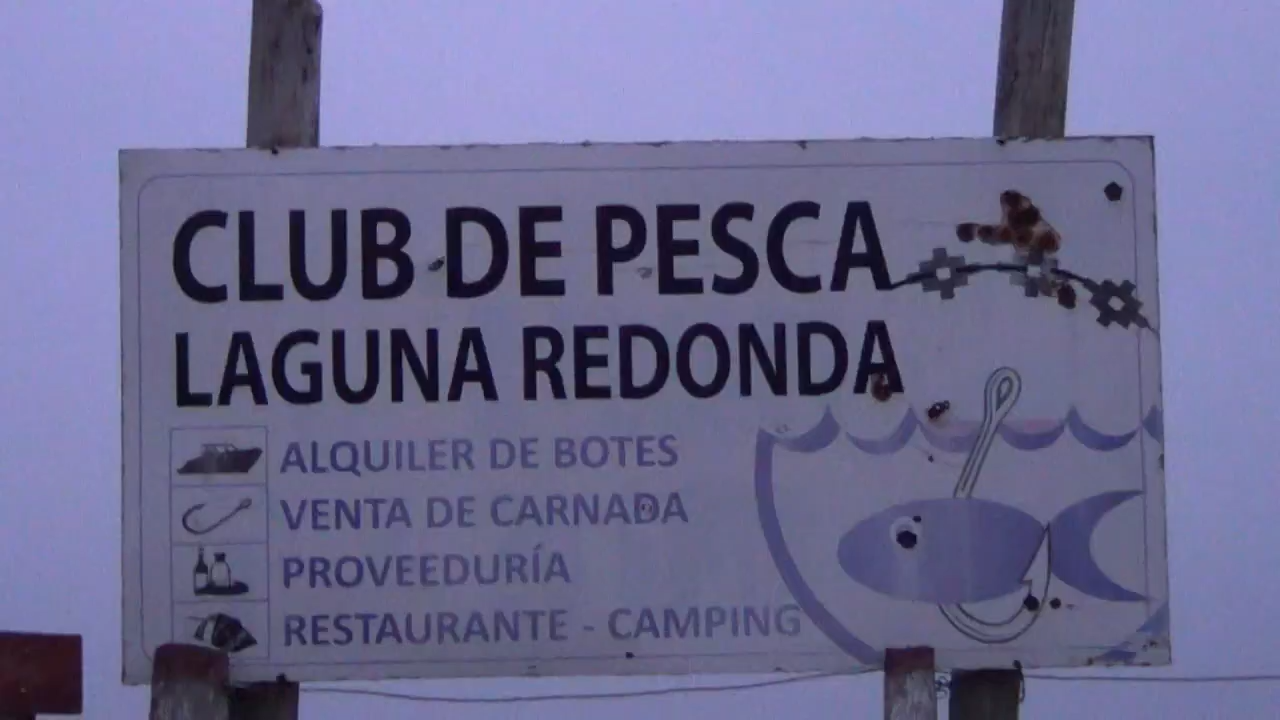 CLUB DE PESCA
LAGUNA REDONDA
ALQUILER DE BOTES
VENTA DE CARNADA
PROVEEDURÍA
RESTAURANTE - CAMPING